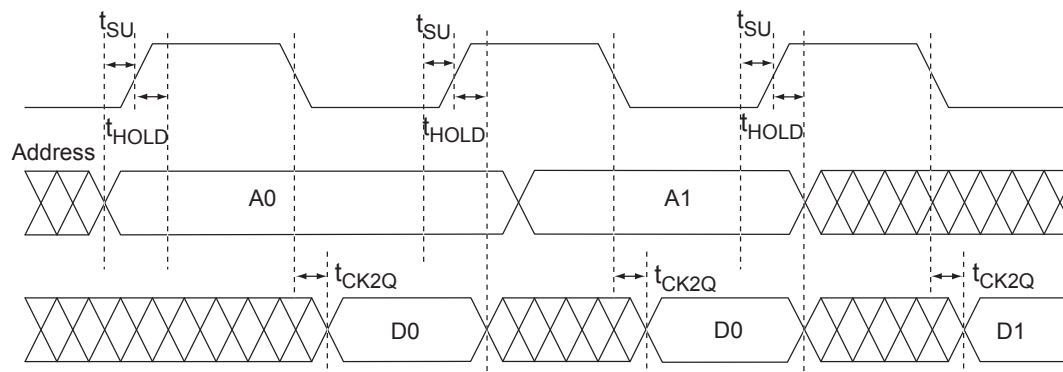 tSU tSU tSU
tHOLD tHOLD tHOLD
Address
A0 A1
tCK2Q tCK2Q tCK2Q
D0 D0 D1